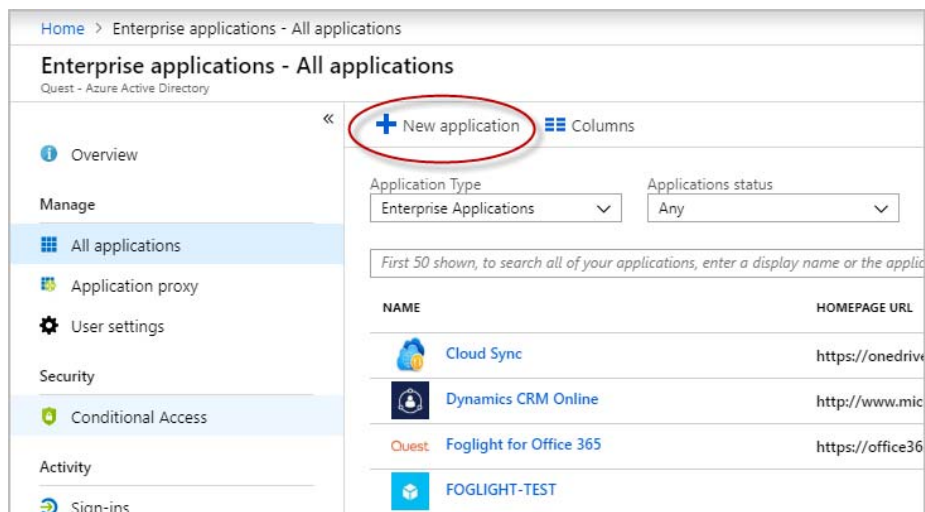 Home > Enterprise applications - All applications
Enterprise applications - All applications
Quest - Azure Active Directory
«
Overview
Manage
All applications
Application proxy
User settings
Security
Conditional Access
Activity
Sign-ins
New application
Columns
Application Type
Applications status
Enterprise Applications
Any
First 50 shown, to search all of your applications, enter a display name or the applic
NAME HOMEPAGE URL
Cloud Sync https://onedrive
Dynamics CRM Online http://www.mic
Quest Foglight for Office 365 https://office36
FOGLIGHT-TEST